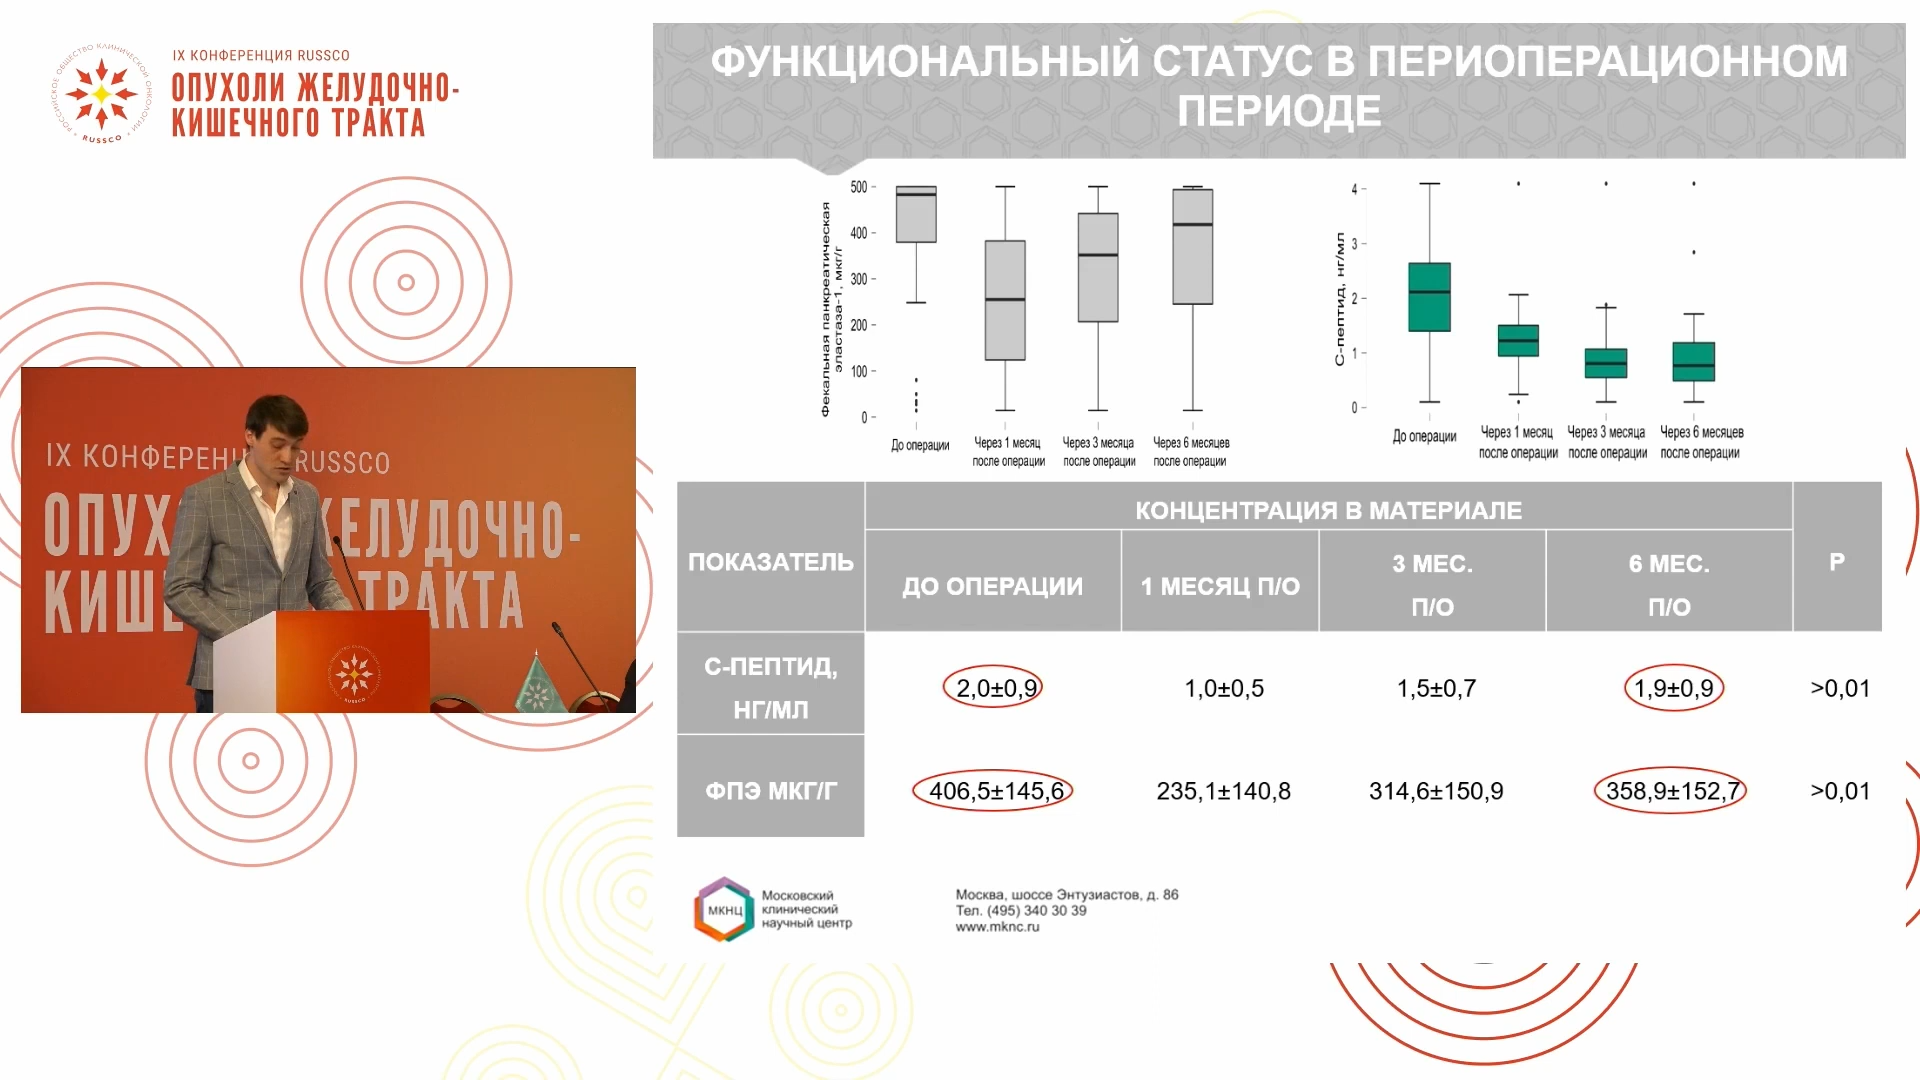 IX КОНФЕРЕНЦИЯ RUSSCO
ОПУХОЛИ ЖЕЛУДОЧНО-
КИШЕЧНОГО ТРАКТА
РОССИЙСКОЕ ОБЩЕСТВО КЛИНИЧЕСКОЙ ОНКОЛОГИИ
RUSSCO
IX КОНФЕРЕНЦ RUSSCO
ОПУХ ЖЕЛУДОЧНО-
КИШ ТРАКТА
ФУНКЦИОНАЛЬНЫЙ СТАТУС В ПЕРИОПЕРАЦИОННОМ
ПЕРИОДЕ
Фекальная панкреатическая
эластаза-1, мкг/г
500
400
300
200
100
0
До операции
Через 1 месяц
после операции
Через 3 месяца
после операции
Через 6 месяцев
после операции
С-пептид, нг/мл
4
3
2
1
0
До операции
Через 1 месяц
после операции
Через 3 месяца
после операции
Через 6 месяцев
после операции
ПОКАЗАТЕЛЬ
КОНЦЕНТРАЦИЯ В МАТЕРИАЛЕ
P
ДО ОПЕРАЦИИ
1 МЕСЯЦ П/О
3 МЕС.
П/О
6 МЕС.
П/О
С-ПЕПТИД,
НГ/МЛ
2,0±0,9
1,0±0,5
1,5±0,7
1,9±0,9
>0,01
ФПЭ МКГ/Г
406,5±145,6
235,1±140,8
314,6±150,9
358,9±152,7
>0,01
МКНЦ
Московский
клинический
научный центр
Москва, шоссе Энтузиастов, д. 86
Тел. (495) 340 30 39
www.mknc.ru